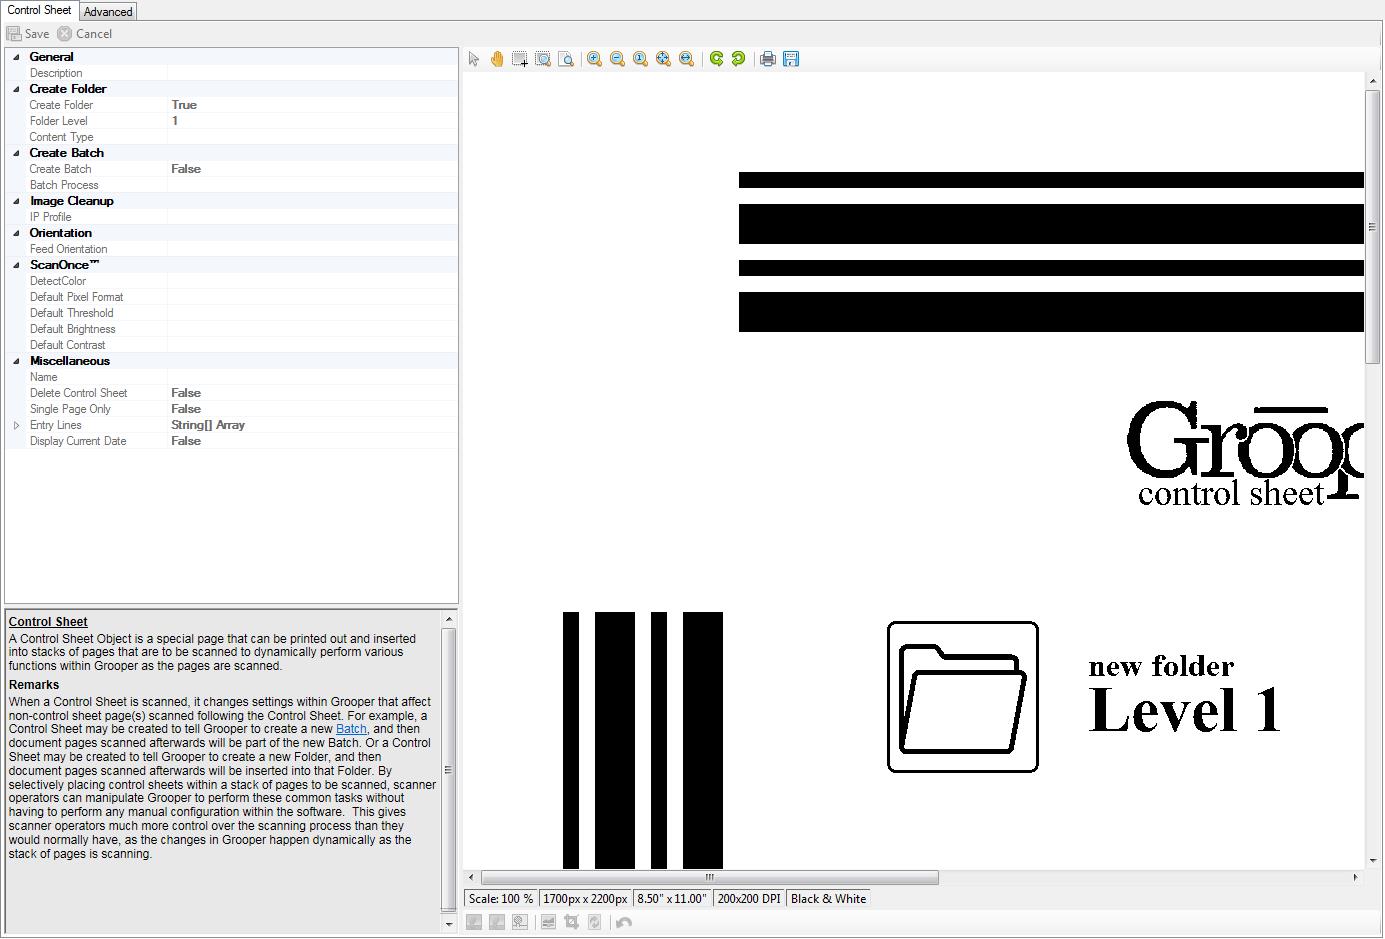 Control Sheet
Advanced
Save
Cancel
General
Description
Create Folder
Create Folder True
Folder Level 1
Content Type
Create Batch
Create Batch False
Batch Process
Image Cleanup
IP Profile
Orientation
Feed Orientation
ScanOnce™
DetectColor
Default Pixel Format
Default Threshold
Default Brightness
Default Contrast
Miscellaneous
Name
Delete Control Sheet False
Single Page Only False
Entry Lines String[] Array
Display Current Date False
Control Sheet
A Control Sheet Object is a special page that can be printed out and inserted
into stacks of pages that are to be scanned to dynamically perform various
functions within Grooper as the pages are scanned.
Remarks
When a Control Sheet is scanned, it changes settings within Grooper that affect
non-control sheet page(s) scanned following the Control Sheet. For example, a
Control Sheet may be created to tell Grooper to create a new Batch, and then
document pages scanned afterwards will be part of the new Batch. Or a Control
Sheet may be created to tell Grooper to create a new Folder, and then
document pages scanned afterwards will be inserted into that Folder. By
selectively placing control sheets within a stack of pages to be scanned, scanner
operators can manipulate Grooper to perform these common tasks without
having to perform any manual configuration within the software. This gives
scanner operators much more control over the scanning process than they
would normally have, as the changes in Grooper happen dynamically as the
stack of pages is scanning.
Groop
control sheet
new folder
Level 1
Scale: 100 %
1700px x 2200px
8.50" x 11.00"
200x200 DPI
Black & White